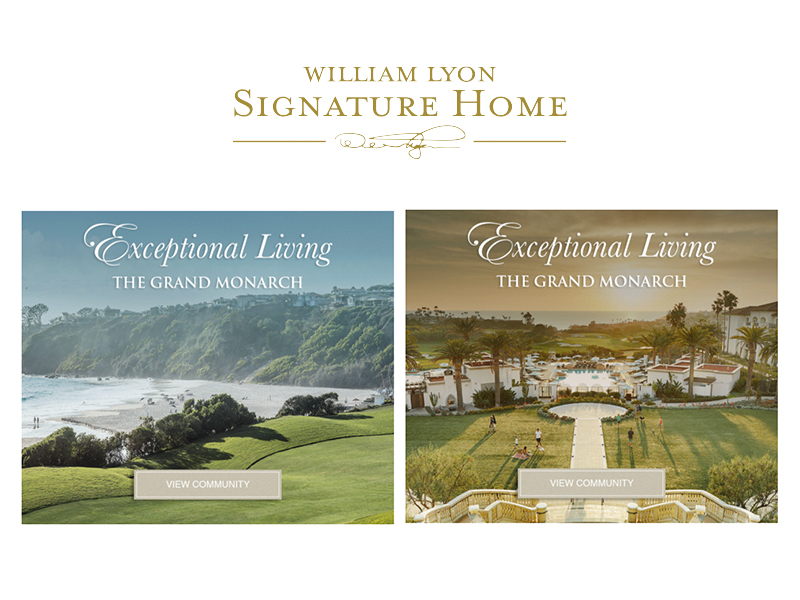 WILLIAM LYON
SIGNATURE HOME
Exceptional Living
THE GRAND MONARCH
VIEW COMMUNITY
Exceptional Living
THE GRAND MONARCH
VIEW COMMUNITY